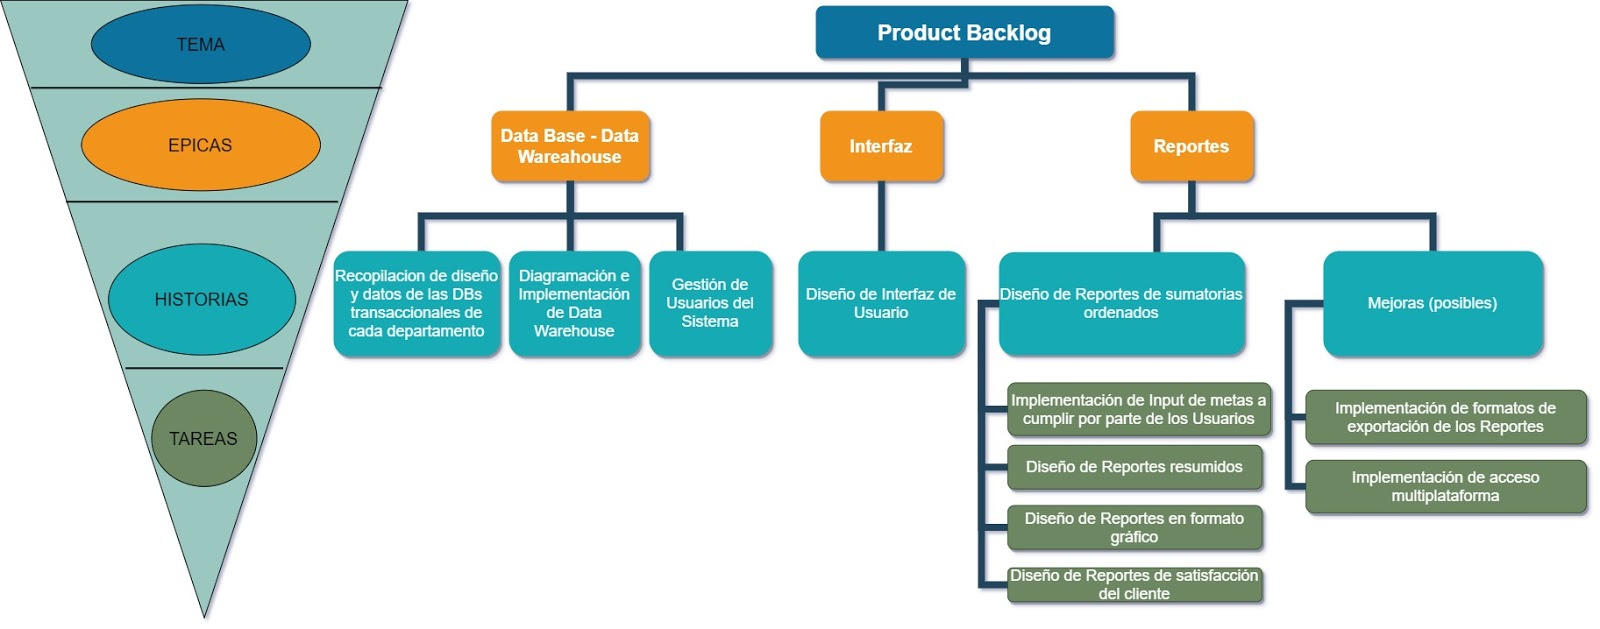 TEMA
EPICAS
HISTORIAS
TAREAS
Product Backlog
Data Base - Data
Wareahouse
Interfaz
Reportes
Recopilacion de diseño
y datos de las DBs
transaccionales de
cada departamento
Diagramación e
Implementación
de Data
Warehouse
Gestión de
Usuarios del
Sistema
Diseño de Interfaz de
Usuario
Diseño de Reportes de sumatorias
ordenados
Mejoras (posibles)
Implementación de Input de metas a
cumplir por parte de los Usuarios
Diseño de Reportes resumidos
Diseño de Reportes en formato
gráfico
Diseño de Reportes de satisfacción
del cliente
Implementación de formatos de
exportación de los Reportes
Implementación de acceso
multiplataforma